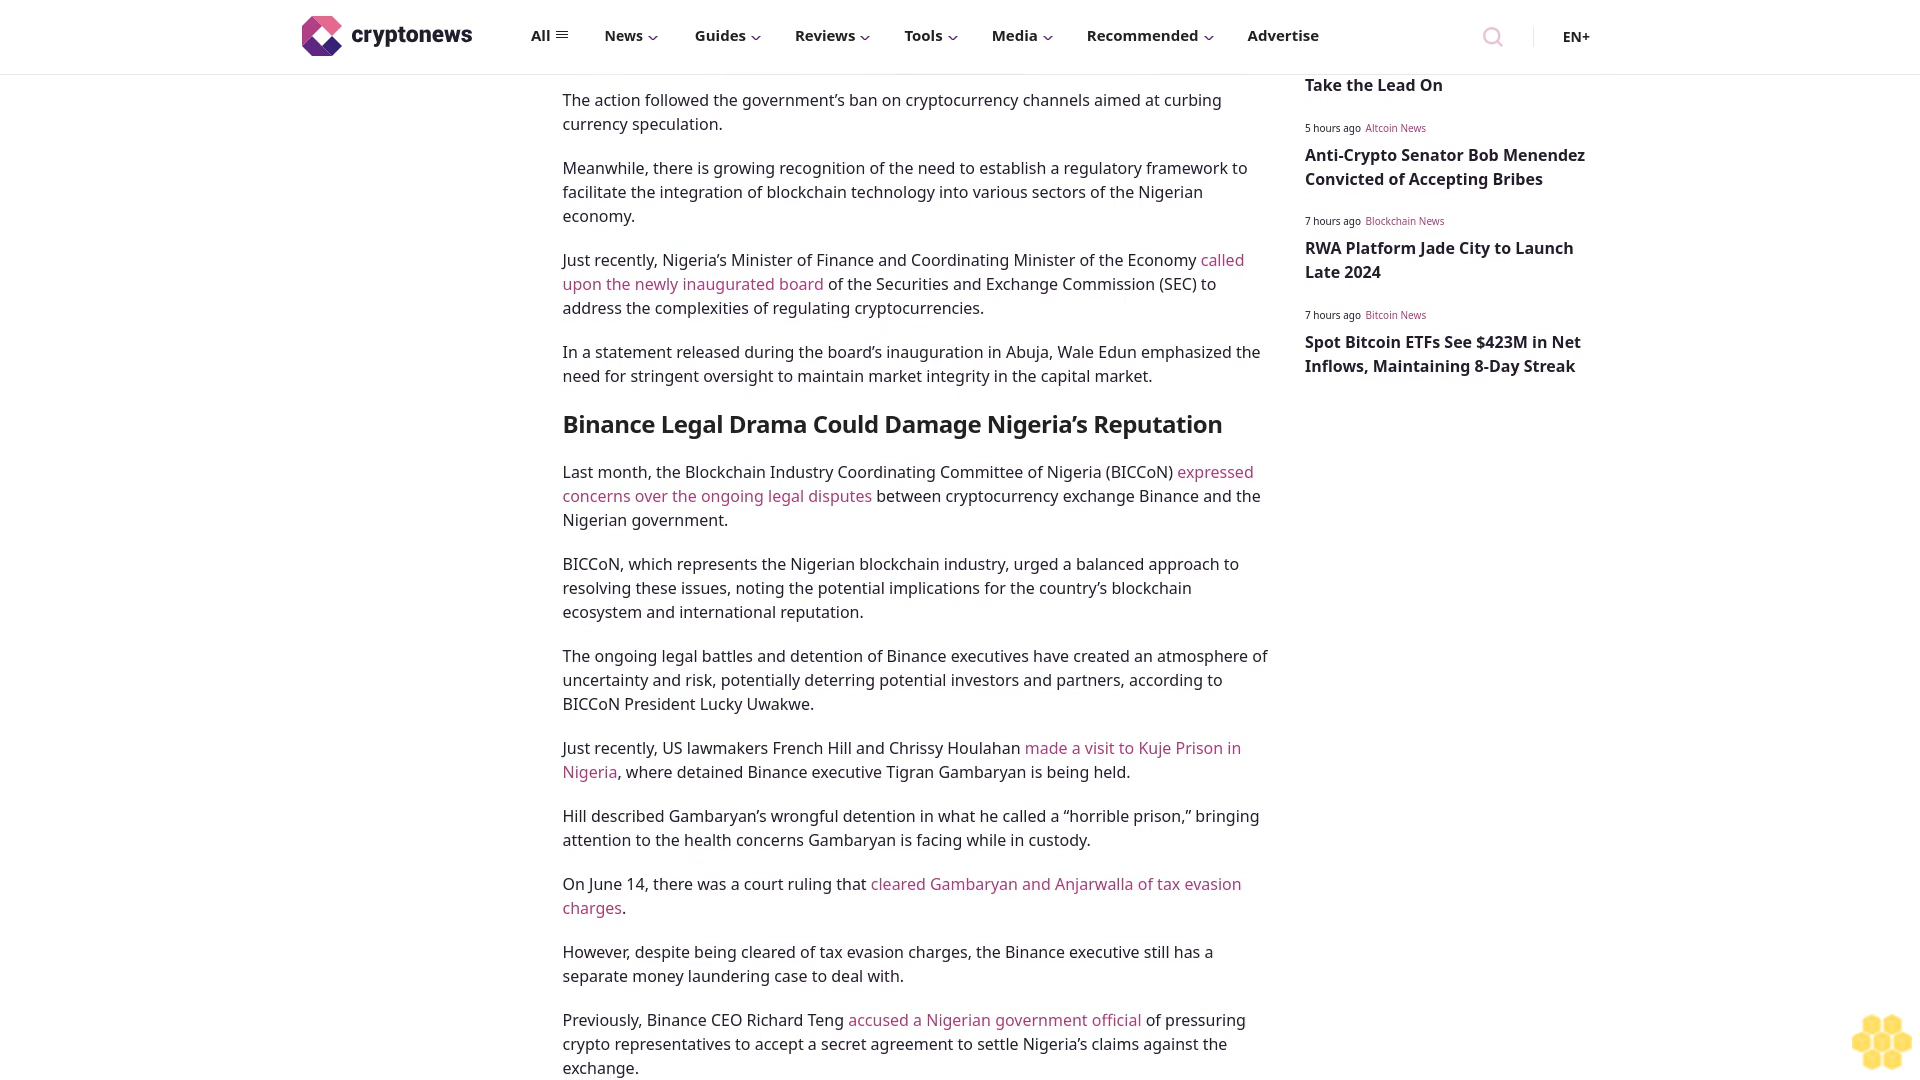 cryptonews
All
News
Guides
Reviews
Tools
Media
Recommended
Advertise
EN+
The action followed the government’s ban on cryptocurrency channels aimed at curbing
currency speculation.
Meanwhile, there is growing recognition of the need to establish a regulatory framework to
facilitate the integration of blockchain technology into various sectors of the Nigerian
economy.
Just recently, Nigeria’s Minister of Finance and Coordinating Minister of the Economy called
upon the newly inaugurated board of the Securities and Exchange Commission (SEC) to
address the complexities of regulating cryptocurrencies.
In a statement released during the board’s inauguration in Abuja, Wale Edun emphasized the
need for stringent oversight to maintain market integrity in the capital market.
Binance Legal Drama Could Damage Nigeria’s Reputation
Last month, the Blockchain Industry Coordinating Committee of Nigeria (BICCoN) expressed
concerns over the ongoing legal disputes between cryptocurrency exchange Binance and the
Nigerian government.
BICCoN, which represents the Nigerian blockchain industry, urged a balanced approach to
resolving these issues, noting the potential implications for the country’s blockchain
ecosystem and international reputation.
The ongoing legal battles and detention of Binance executives have created an atmosphere of
uncertainty and risk, potentially deterring potential investors and partners, according to
BICCoN President Lucky Uwakwe.
Just recently, US lawmakers French Hill and Chrissy Houlahan made a visit to Kuje Prison in
Nigeria, where detained Binance executive Tigran Gambaryan is being held.
Hill described Gambaryan’s wrongful detention in what he called a “horrible prison,” bringing
attention to the health concerns Gambaryan is facing while in custody.
On June 14, there was a court ruling that cleared Gambaryan and Anjarwalla of tax evasion
charges.
However, despite being cleared of tax evasion charges, the Binance executive still has a
separate money laundering case to deal with.
Previously, Binance CEO Richard Teng accused a Nigerian government official of pressuring
crypto representatives to accept a secret agreement to settle Nigeria’s claims against the
exchange.
Take the Lead On
5 hours ago Altcoin News
Anti-Crypto Senator Bob Menendez
Convicted of Accepting Bribes
7 hours ago Blockchain News
RWA Platform Jade City to Launch
Late 2024
7 hours ago Bitcoin News
Spot Bitcoin ETFs See $423M in Net
Inflows, Maintaining 8-Day Streak